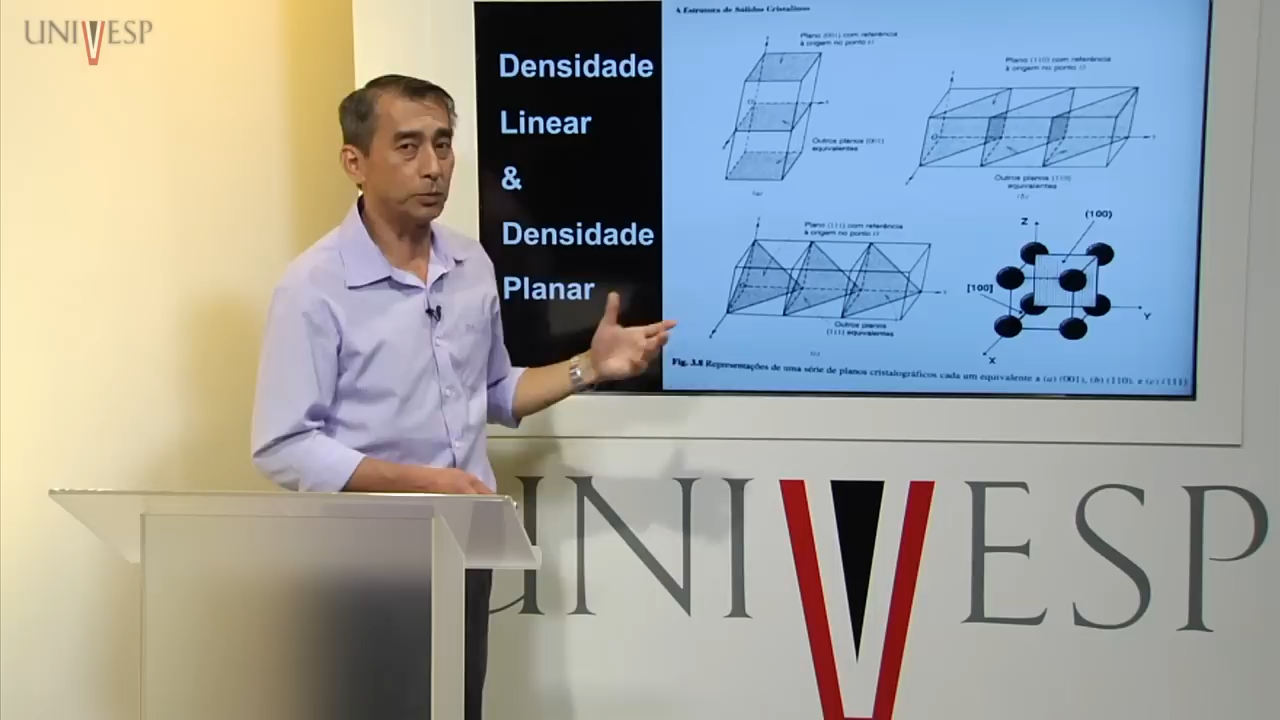 UNIVESP
Densidade
Linear
&
Densidade
Planar
A Estrutura de Sólidos Cristalinos
Plano (001) com referência
à origem no ponto O
Outros planos (001)
equivalentes
(a)
Plano (110) com referência
à origem no ponto O
Outros planos (110)
equivalentes
(b)
Plano (111) com referência
à origem no ponto O
Outros planos
(111) equivalentes
(c)
Z
(100)
[100]
Y
X
Fig. 3.8 Representações de uma série de planos cristalográficos cada um equivalente a (a) (001), (b) (110), e (c) (111)
UNIVESP